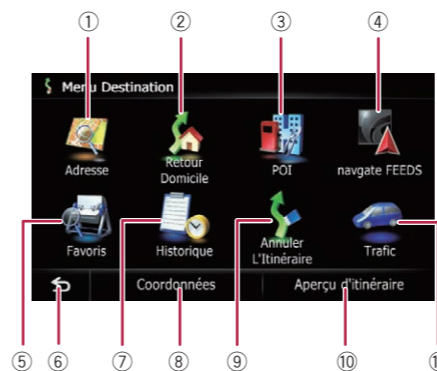 ① ② ③ ④
Menu Destination
Adresse
Retour
Domicile
POI
navgate FEEDS
Favoris
Historique
Annuler
L'Itinéraire
Trafic
Coordonnées
Aperçu d'itinéraire
⑤ ⑥ ⑦ ⑧ ⑨ ⑩